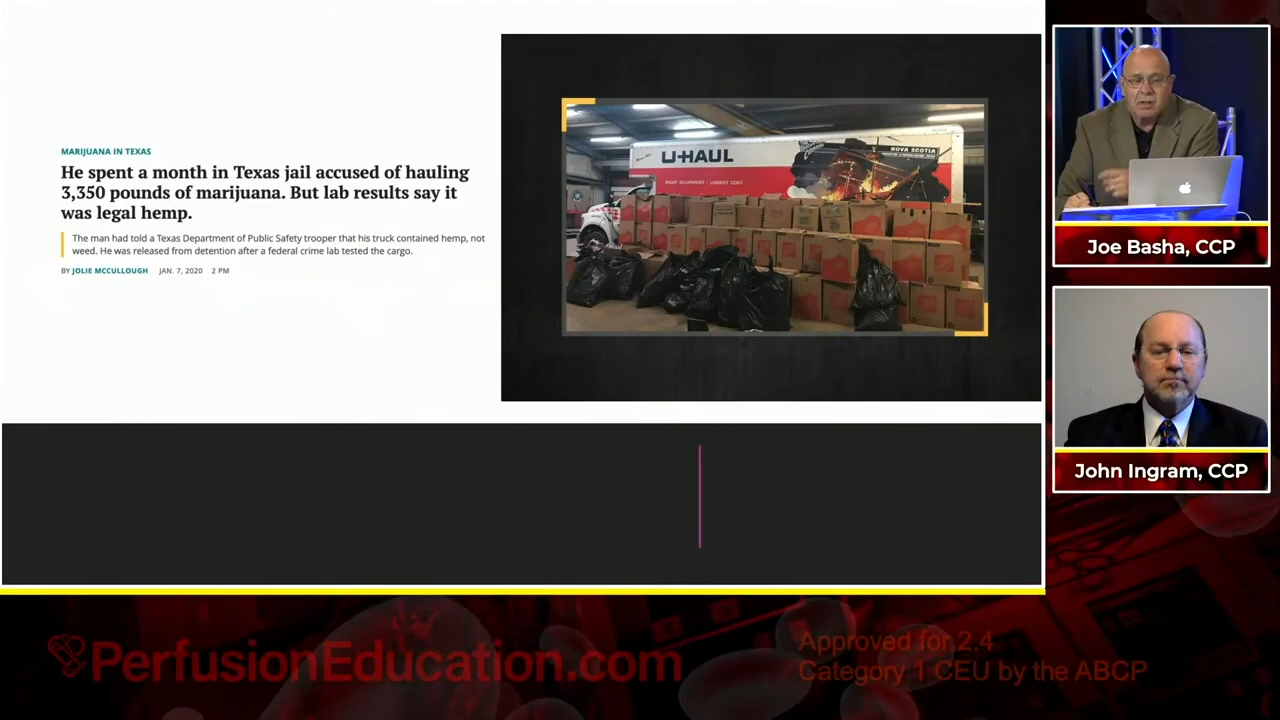 MARIJUANA IN TEXAS
He spent a month in Texas jail accused of hauling
3,350 pounds of marijuana. But lab results say it
was legal hemp.
The man had told a Texas Department of Public Safety trooper that his truck contained hemp, not
weed. He was released from detention after a federal crime lab tested the cargo.
BY JOLIE MCCULLOUGH JAN. 7, 2020 2 PM
U-HAUL
NOVA SCOTIA
RIGHT EQUIPMENT · LOWEST COST
Joe Basha, CCP
John Ingram, CCP
PerfusionEducation.com
Approved for 2.4
Category 1 CEU by the ABCP